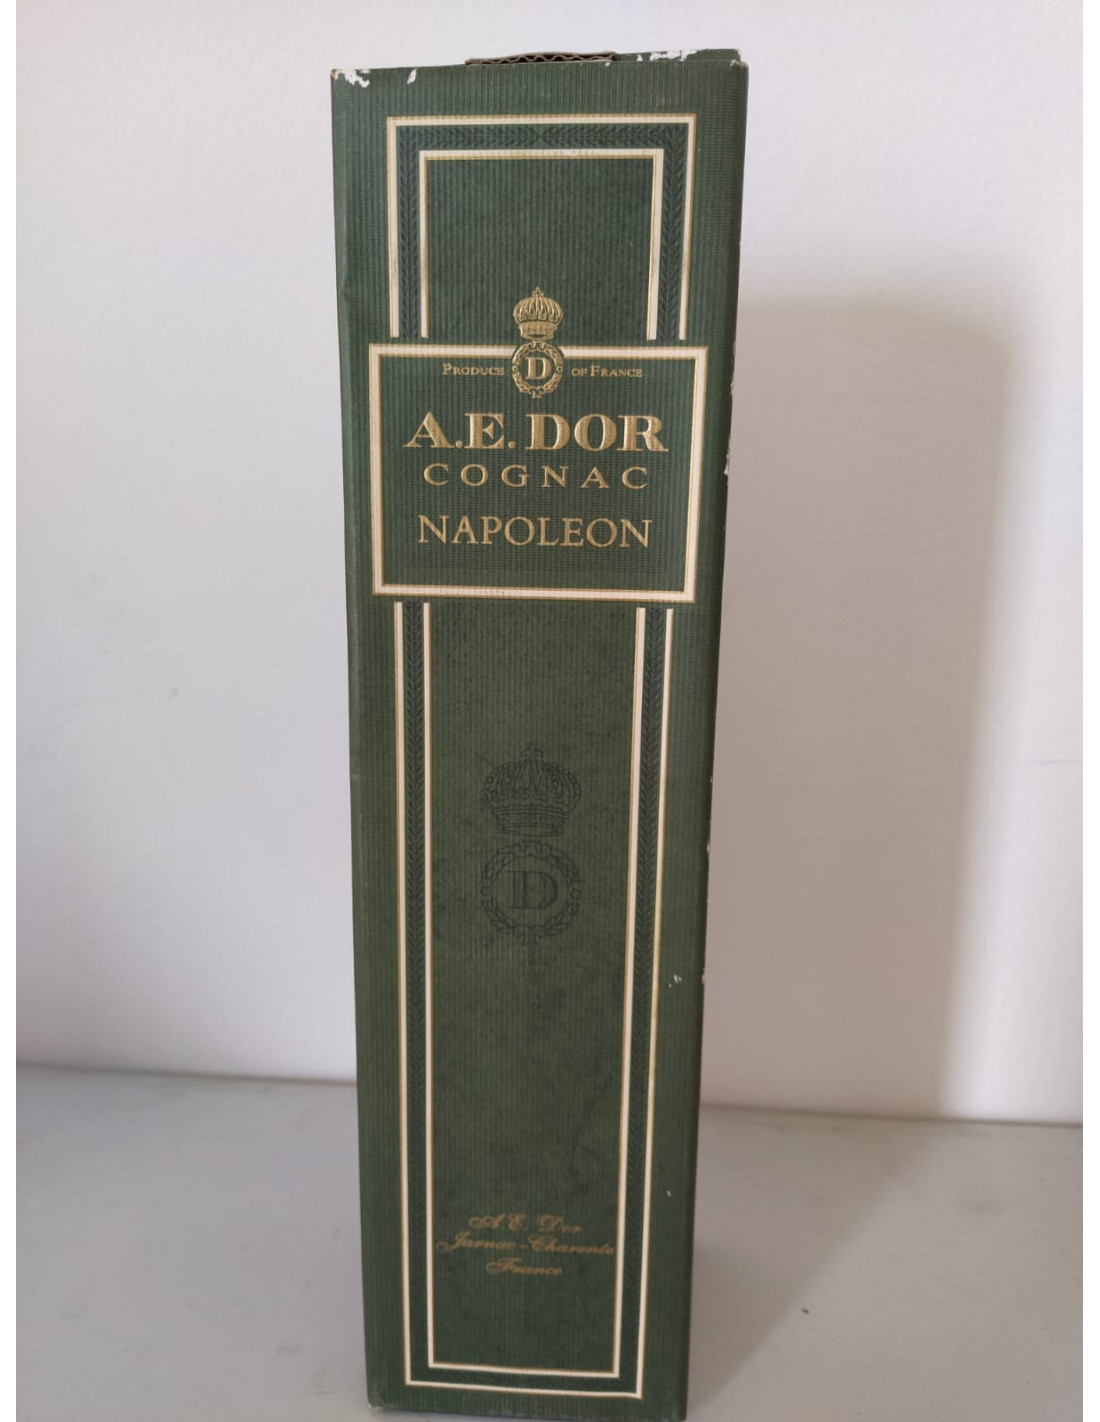 PRODUCE D OF FRANCE
A.E. DOR
COGNAC
NAPOLEON
D
A.E. Dor
Jarnac-Charente
France